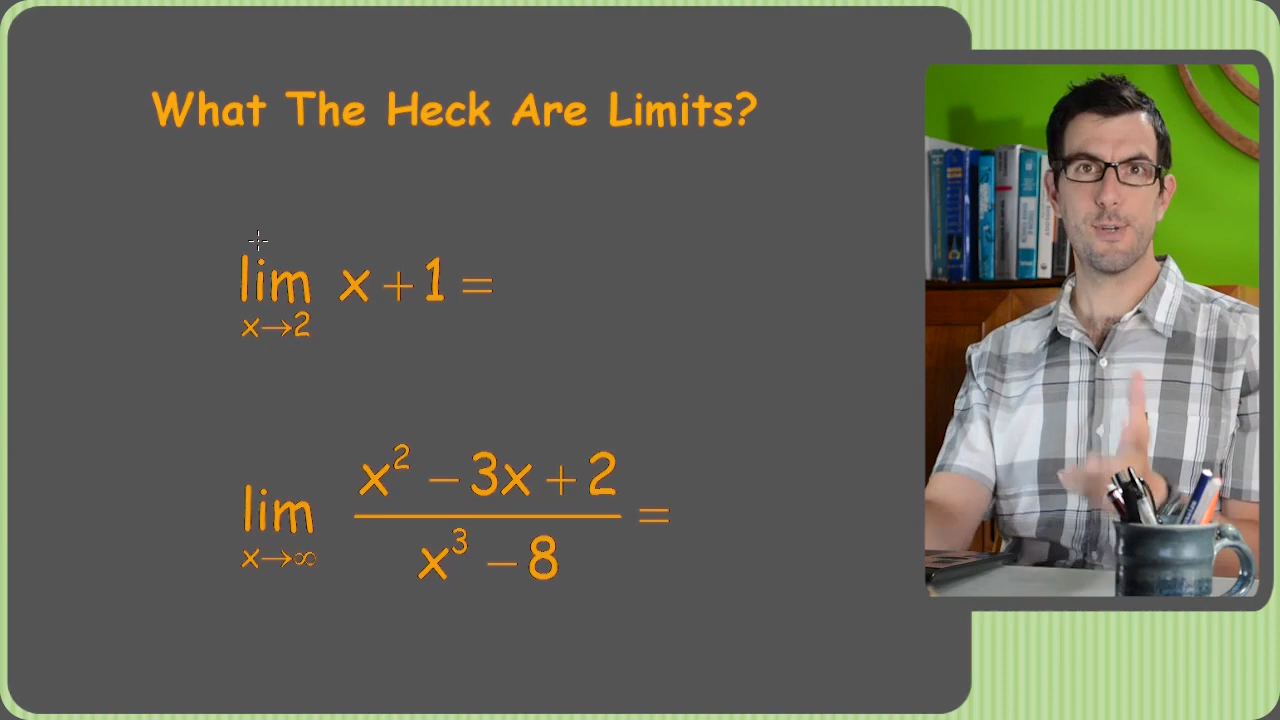 What The Heck Are Limits?
lim x + 1 =
x→2
x² − 3x + 2
lim =
x→∞
x³ − 8